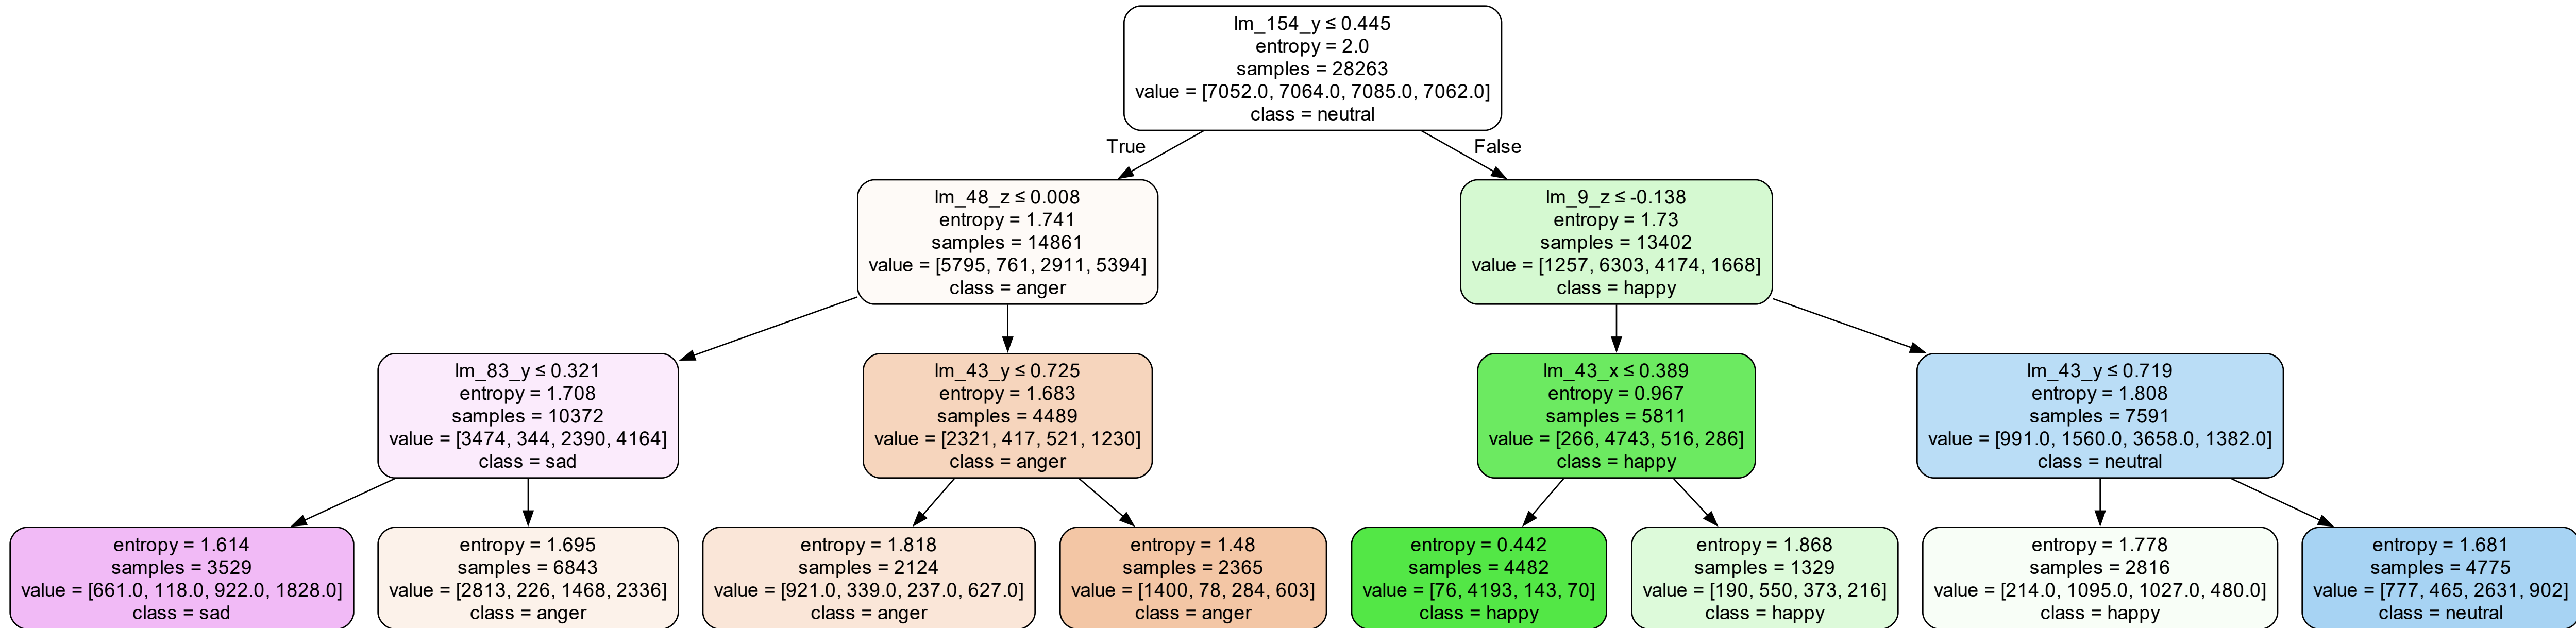 lm_154_y ≤ 0.445
entropy = 2.0
samples = 28263
value = [7052.0, 7064.0, 7085.0, 7062.0]
class = neutral
True
False
lm_48_z ≤ 0.008
entropy = 1.741
samples = 14861
value = [5795, 761, 2911, 5394]
class = anger
lm_9_z ≤ -0.138
entropy = 1.73
samples = 13402
value = [1257, 6303, 4174, 1668]
class = happy
lm_83_y ≤ 0.321
entropy = 1.708
samples = 10372
value = [3474, 344, 2390, 4164]
class = sad
lm_43_y ≤ 0.725
entropy = 1.683
samples = 4489
value = [2321, 417, 521, 1230]
class = anger
lm_43_x ≤ 0.389
entropy = 0.967
samples = 5811
value = [266, 4743, 516, 286]
class = happy
lm_43_y ≤ 0.719
entropy = 1.808
samples = 7591
value = [991.0, 1560.0, 3658.0, 1382.0]
class = neutral
entropy = 1.614
samples = 3529
value = [661.0, 118.0, 922.0, 1828.0]
class = sad
entropy = 1.695
samples = 6843
value = [2813, 226, 1468, 2336]
class = anger
entropy = 1.818
samples = 2124
value = [921.0, 339.0, 237.0, 627.0]
class = anger
entropy = 1.48
samples = 2365
value = [1400, 78, 284, 603]
class = anger
entropy = 0.442
samples = 4482
value = [76, 4193, 143, 70]
class = happy
entropy = 1.868
samples = 1329
value = [190, 550, 373, 216]
class = happy
entropy = 1.778
samples = 2816
value = [214.0, 1095.0, 1027.0, 480.0]
class = happy
entropy = 1.681
samples = 4775
value = [777, 465, 2631, 902]
class = neutral